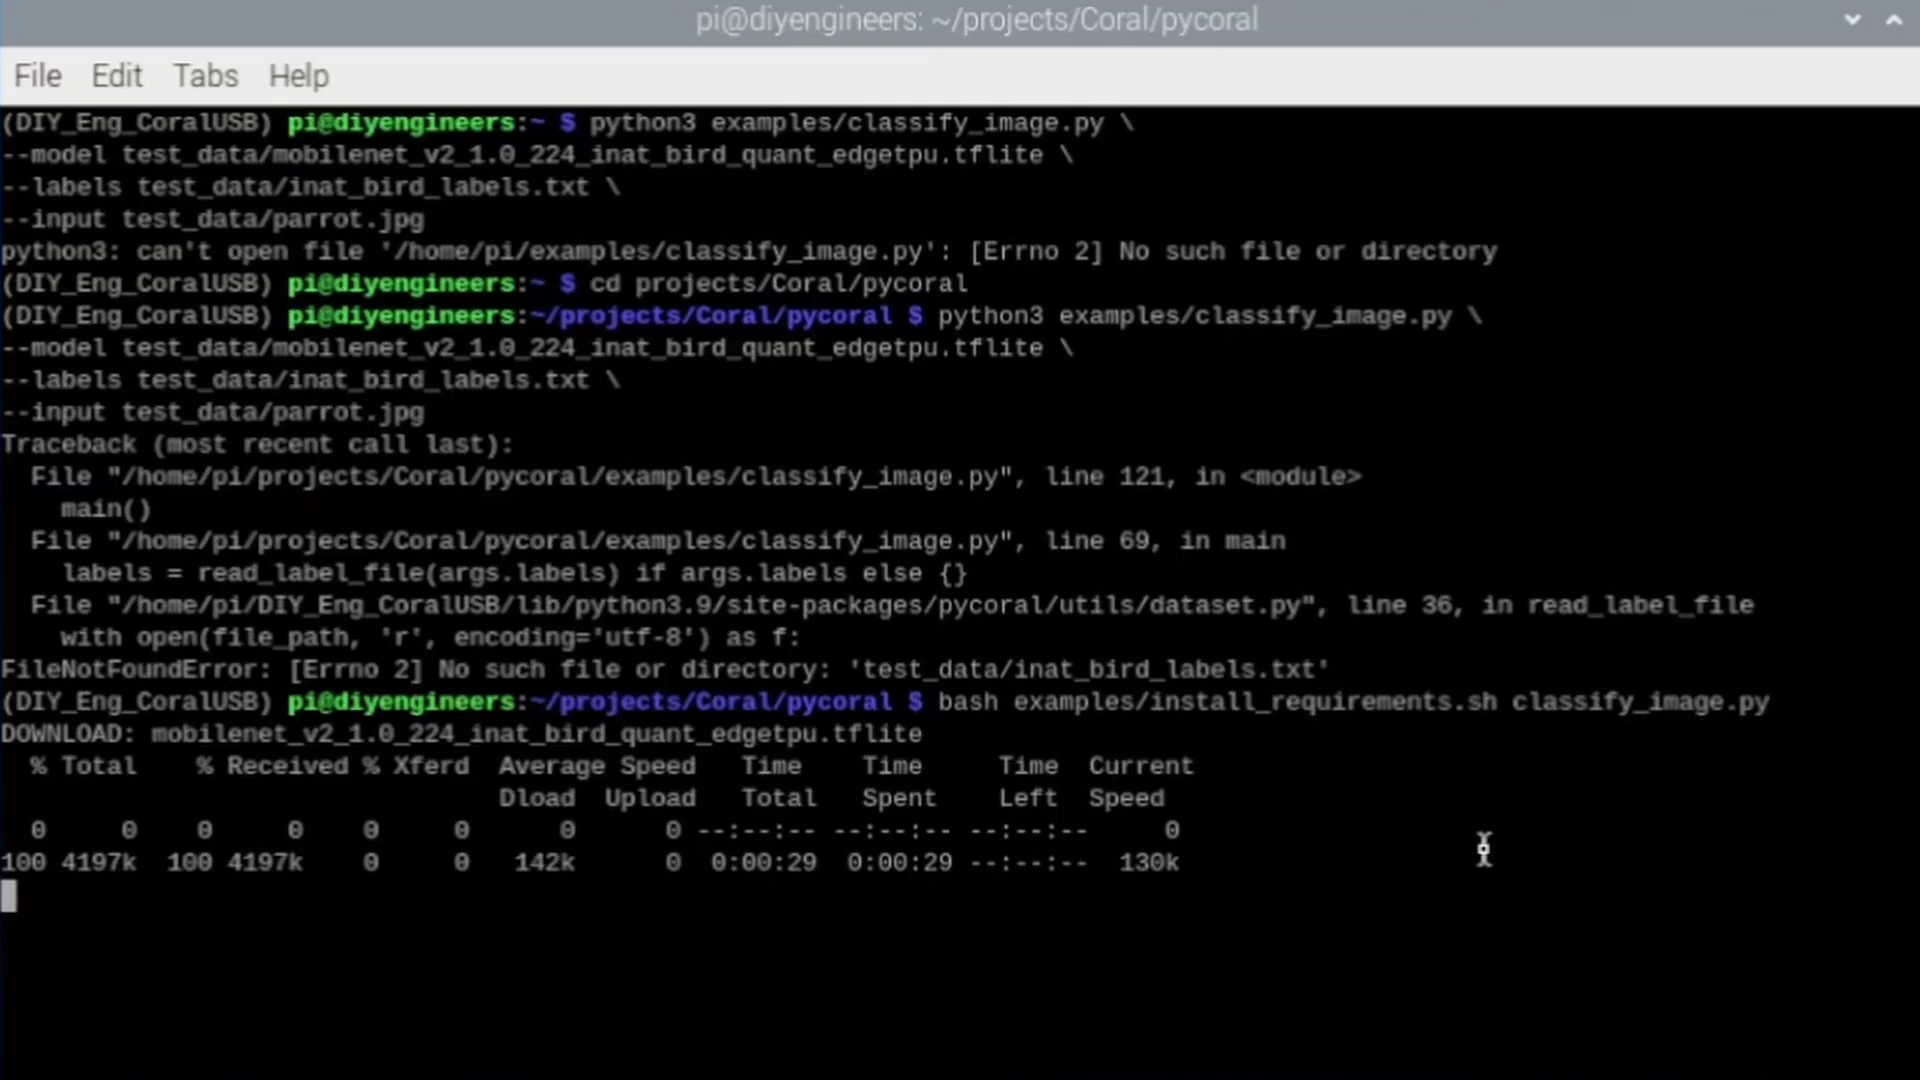 pi@diyengineers: ~/projects/Coral/pycoral
File Edit Tabs Help
(DIY_Eng_CoralUSB) pi@diyengineers:~ $ python3 examples/classify_image.py \
--model test_data/mobilenet_v2_1.0_224_inat_bird_quant_edgetpu.tflite \
--labels test_data/inat_bird_labels.txt \
--input test_data/parrot.jpg
python3: can't open file '/home/pi/examples/classify_image.py': [Errno 2] No such file or directory
(DIY_Eng_CoralUSB) pi@diyengineers:~ $ cd projects/Coral/pycoral
(DIY_Eng_CoralUSB) pi@diyengineers:~/projects/Coral/pycoral $ python3 examples/classify_image.py \
--model test_data/mobilenet_v2_1.0_224_inat_bird_quant_edgetpu.tflite \
--labels test_data/inat_bird_labels.txt \
--input test_data/parrot.jpg
Traceback (most recent call last):
  File "/home/pi/projects/Coral/pycoral/examples/classify_image.py", line 121, in <module>
    main()
  File "/home/pi/projects/Coral/pycoral/examples/classify_image.py", line 69, in main
    labels = read_label_file(args.labels) if args.labels else {}
  File "/home/pi/DIY_Eng_CoralUSB/lib/python3.9/site-packages/pycoral/utils/dataset.py", line 36, in read_label_file
    with open(file_path, 'r', encoding='utf-8') as f:
FileNotFoundError: [Errno 2] No such file or directory: 'test_data/inat_bird_labels.txt'
(DIY_Eng_CoralUSB) pi@diyengineers:~/projects/Coral/pycoral $ bash examples/install_requirements.sh classify_image.py
DOWNLOAD: mobilenet_v2_1.0_224_inat_bird_quant_edgetpu.tflite
  % Total    % Received % Xferd  Average Speed   Time    Time     Time  Current
                                 Dload  Upload   Total   Spent    Left  Speed
  0     0    0     0    0     0      0      0 --:--:-- --:--:-- --:--:--     0
100 4197k  100 4197k    0     0   142k      0  0:00:29  0:00:29 --:--:--  130k